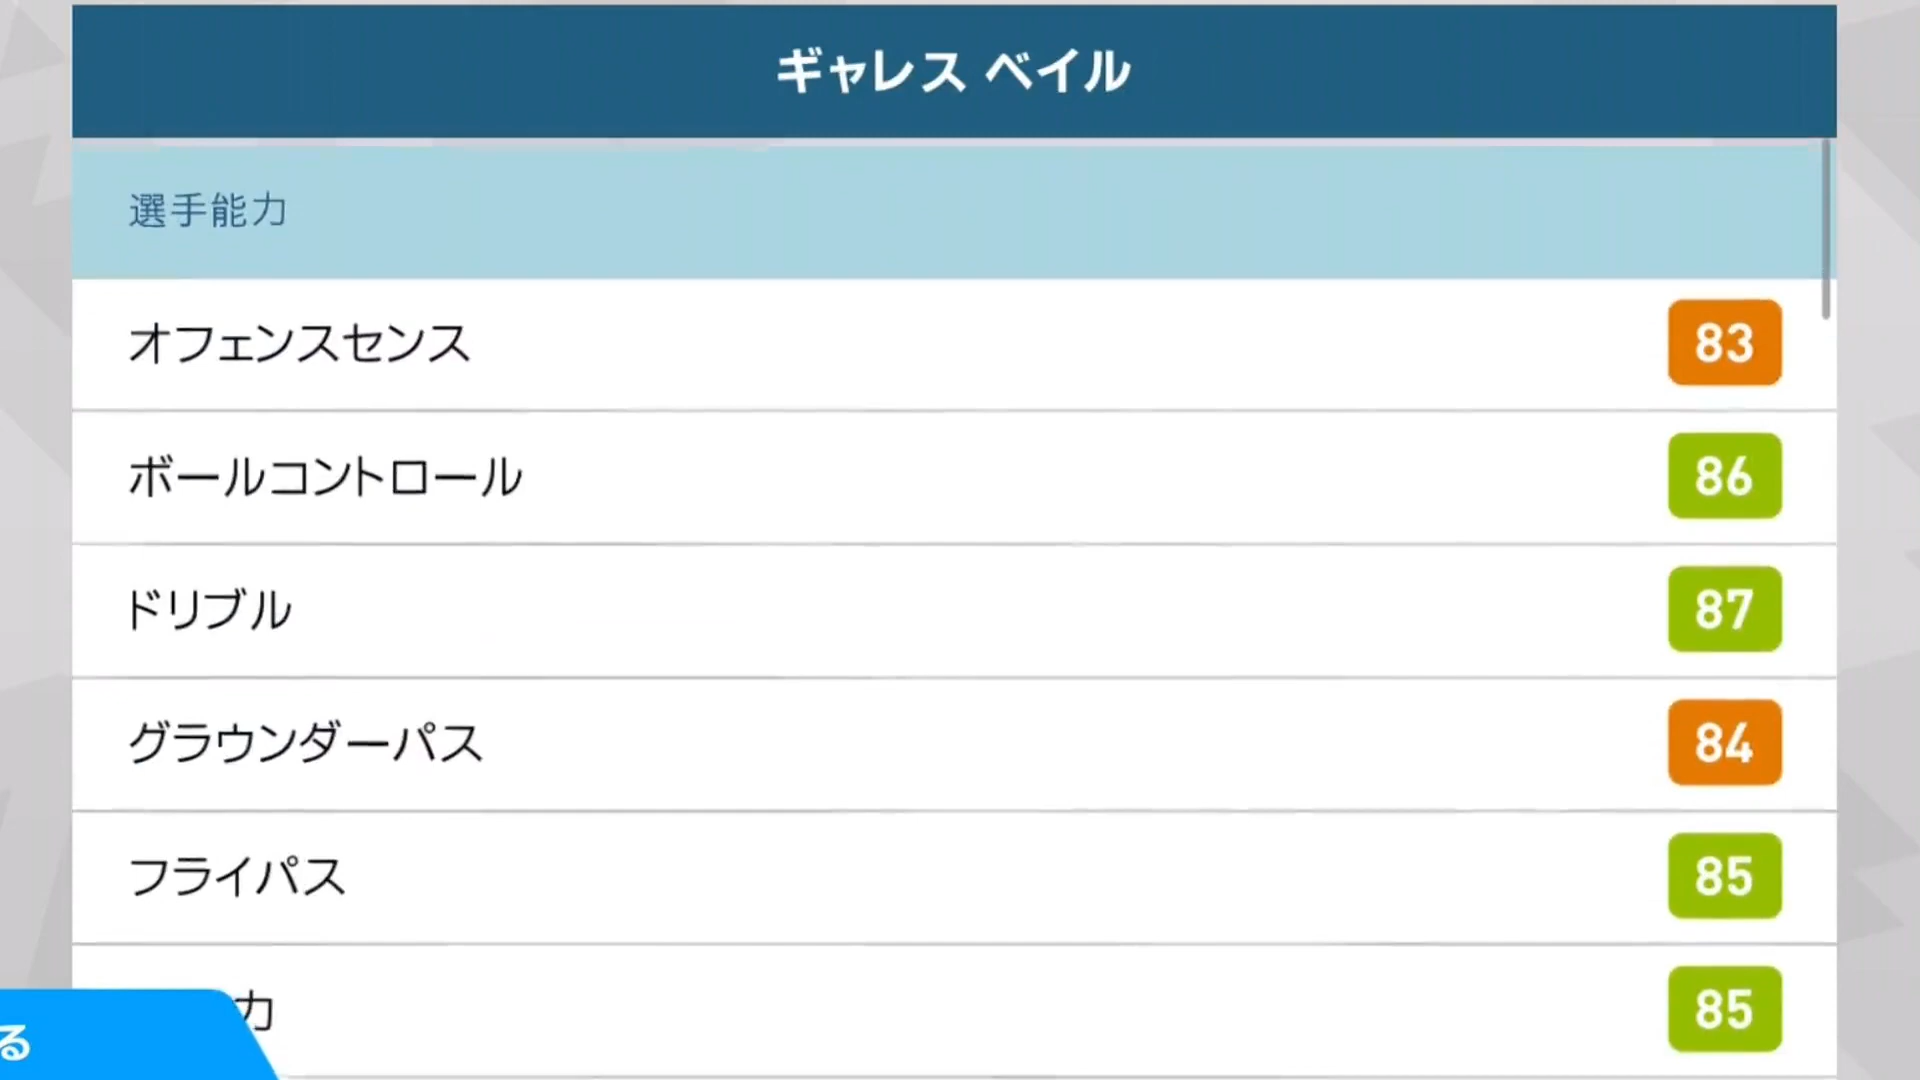 ギャレス ベイル
選手能力
オフェンスセンス 83
ボールコントロール 86
ドリブル 87
グラウンダーパス 84
フライパス 85
力 85
る